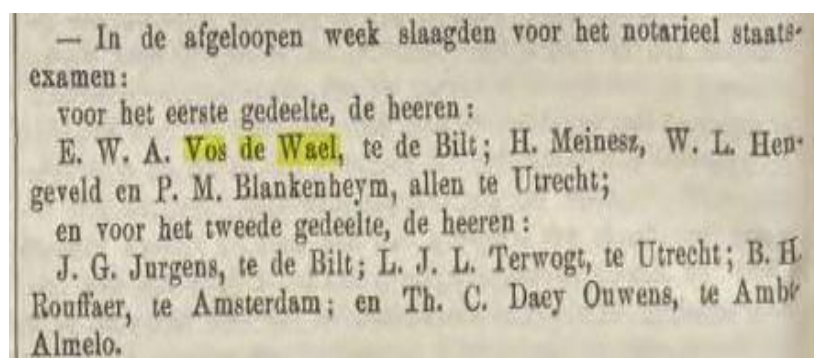 — In de afgeloopen week slaagden voor het notarieel staats-
examen:
voor het eerste gedeelte, de heeren:
E. W. A. Vos de Wael, te de Bilt; H. Meinesz, W. L. Hen-
geveld en P. M. Blankenheym, allen te Utrecht;
en voor het tweede gedeelte, de heeren:
J. G. Jurgens, te de Bilt; L. J. L. Terwogt, te Utrecht; B. H.
Rouffaer, te Amsterdam; en Th. C. Daey Ouwens, te Ambt
Almelo.